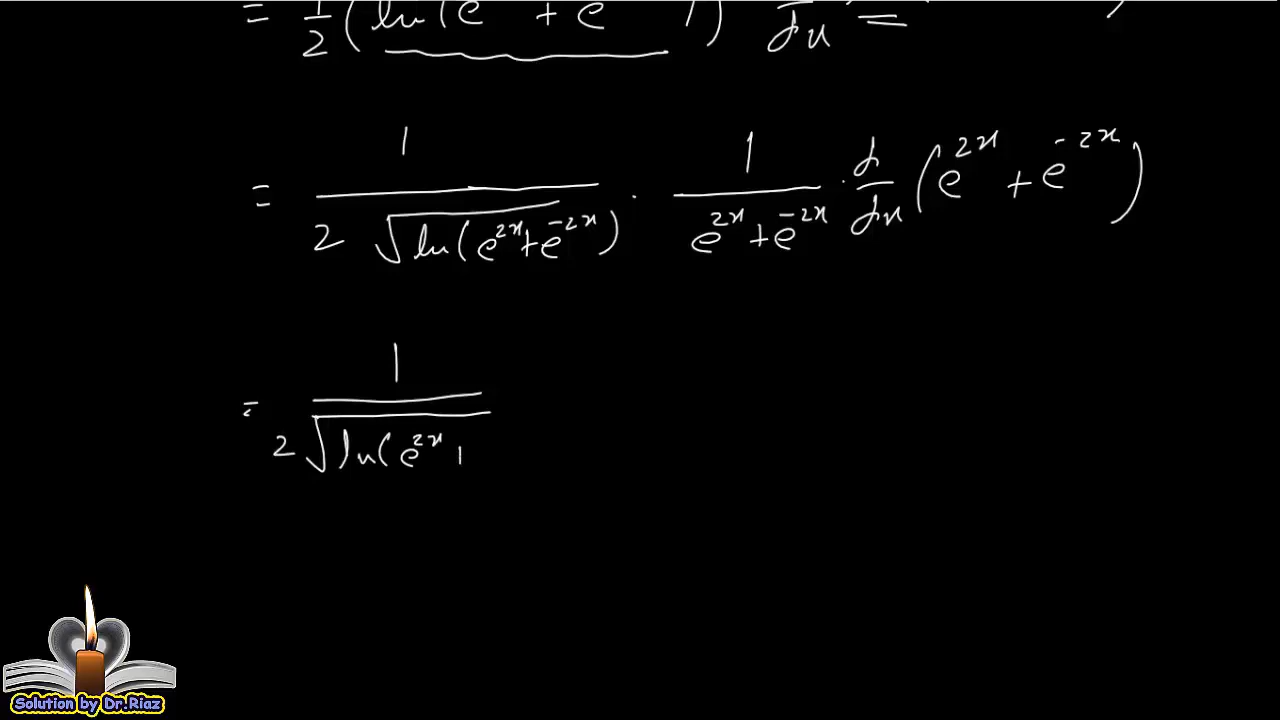 = 1/2 (ln(e + e )) d/dx =
= 1 / 2 √ln(e^2x + e^-2x) · 1 / e^2x + e^-2x · d/dx (e^2x + e^-2x)
= 1 / 2 √ln(e^2x
Solution by Dr.Riaz